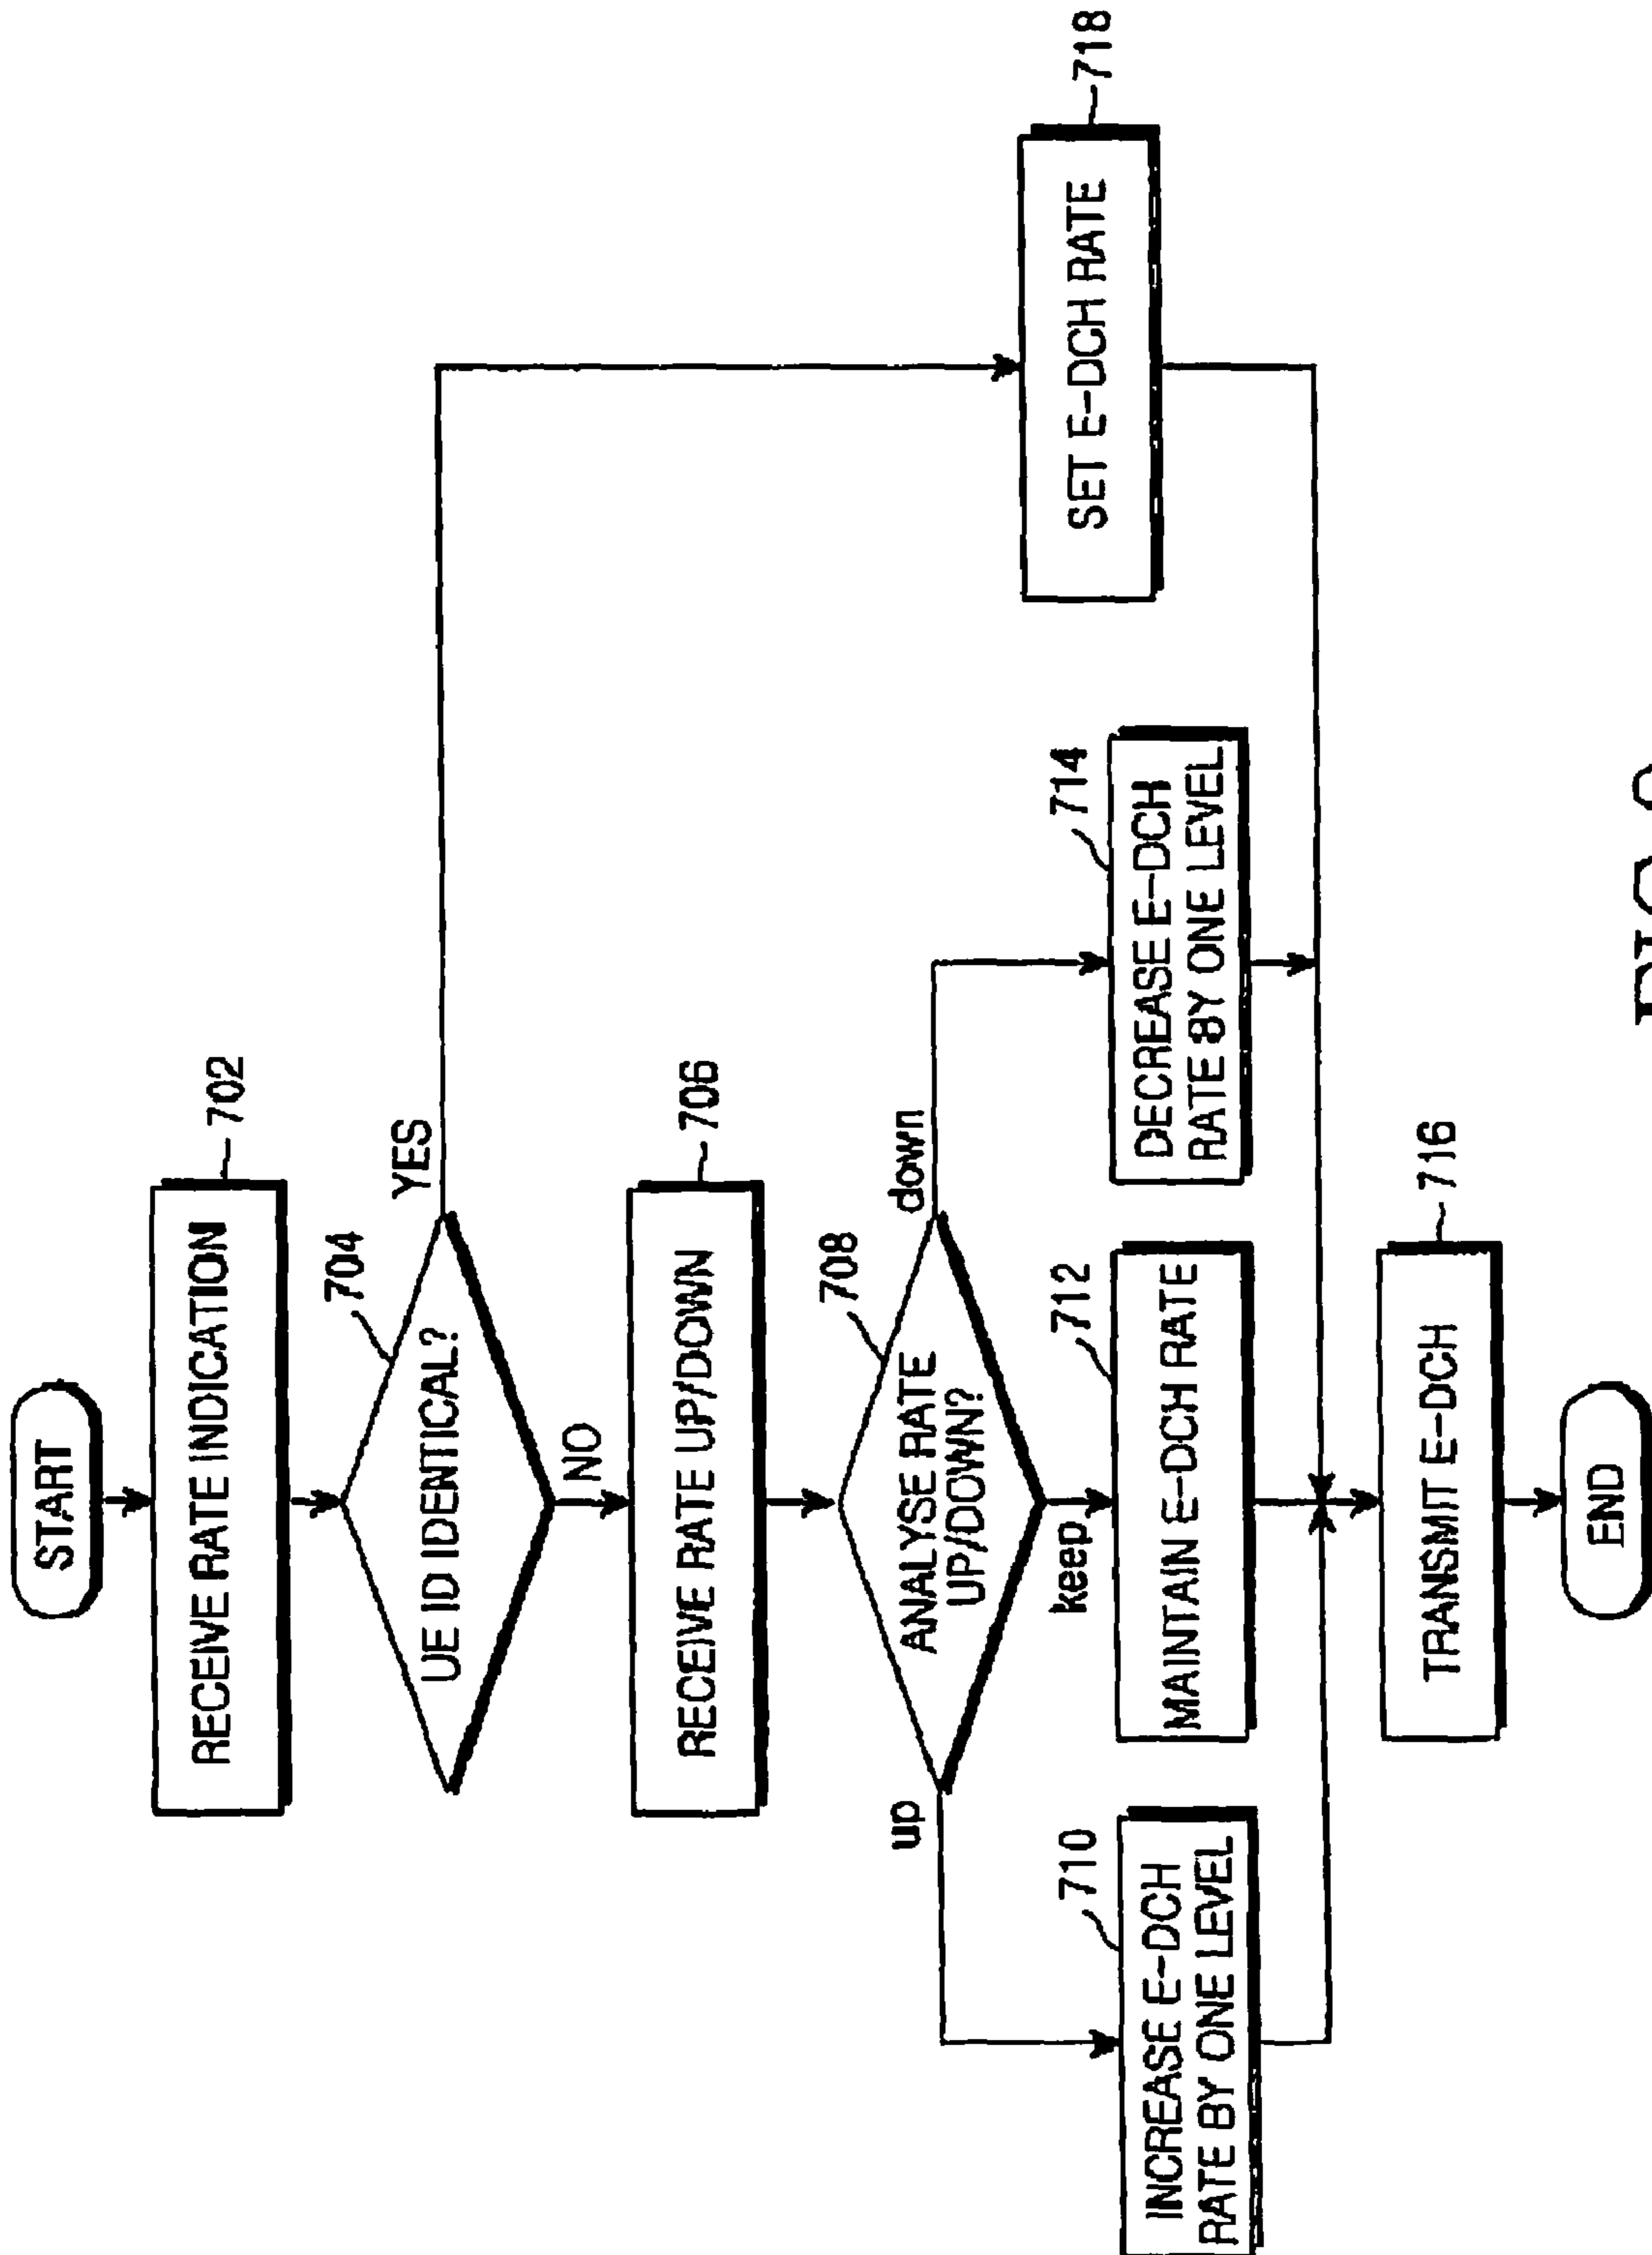 START
RECEIVE RATE INDICATION
702
704
UE ID IDENTICAL?
YES
NO
RECEIVE RATE UP/DOWN
706
708
ANALYSE RATE
UP/DOWN?
up
keep
down
710
INCREASE E-DCH
RATE BY ONE LEVEL
712
MAINTAIN E-DCH RATE
714
DECREASE E-DCH
RATE BY ONE LEVEL
SET E-DCH RATE
718
TRANSMIT E-DCH
716
END